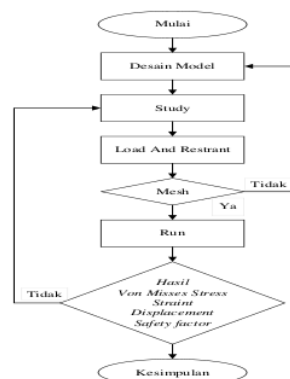 Mulai
Desain Model
Study
Load And Restrant
Mesh
Tidak
Ya
Run
Hasil
Von Misses Stress
Straint
Displacement
Safety factor
Tidak
Kesimpulan